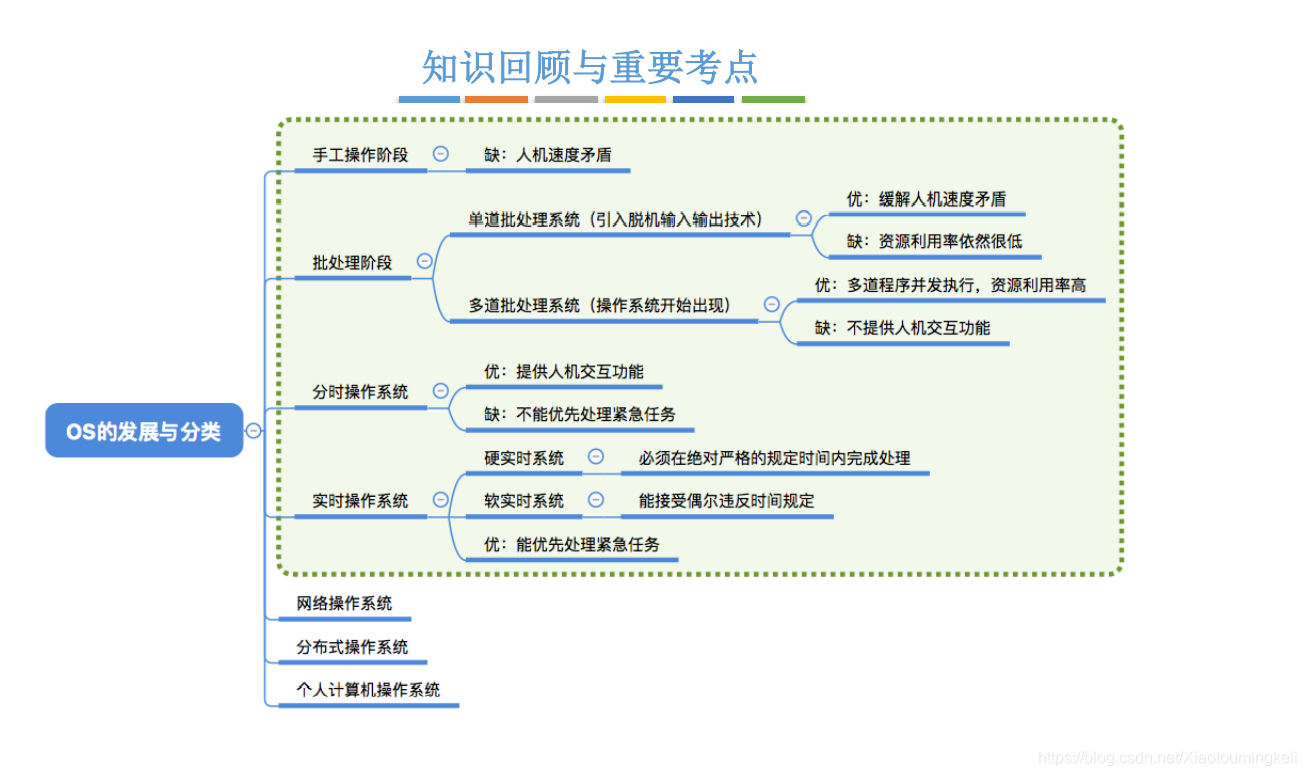 知识回顾与重要考点
手工操作阶段
缺：人机速度矛盾
批处理阶段
单道批处理系统（引入脱机输入输出技术）
优：缓解人机速度矛盾
缺：资源利用率依然很低
多道批处理系统（操作系统开始出现）
优：多道程序并发执行，资源利用率高
缺：不提供人机交互功能
OS的发展与分类
分时操作系统
优：提供人机交互功能
缺：不能优先处理紧急任务
实时操作系统
硬实时系统
必须在绝对严格的规定时间内完成处理
软实时系统
能接受偶尔违反时间规定
优：能优先处理紧急任务
网络操作系统
分布式操作系统
个人计算机操作系统
https://blog.csdn.net/Xiaotoumingkeli